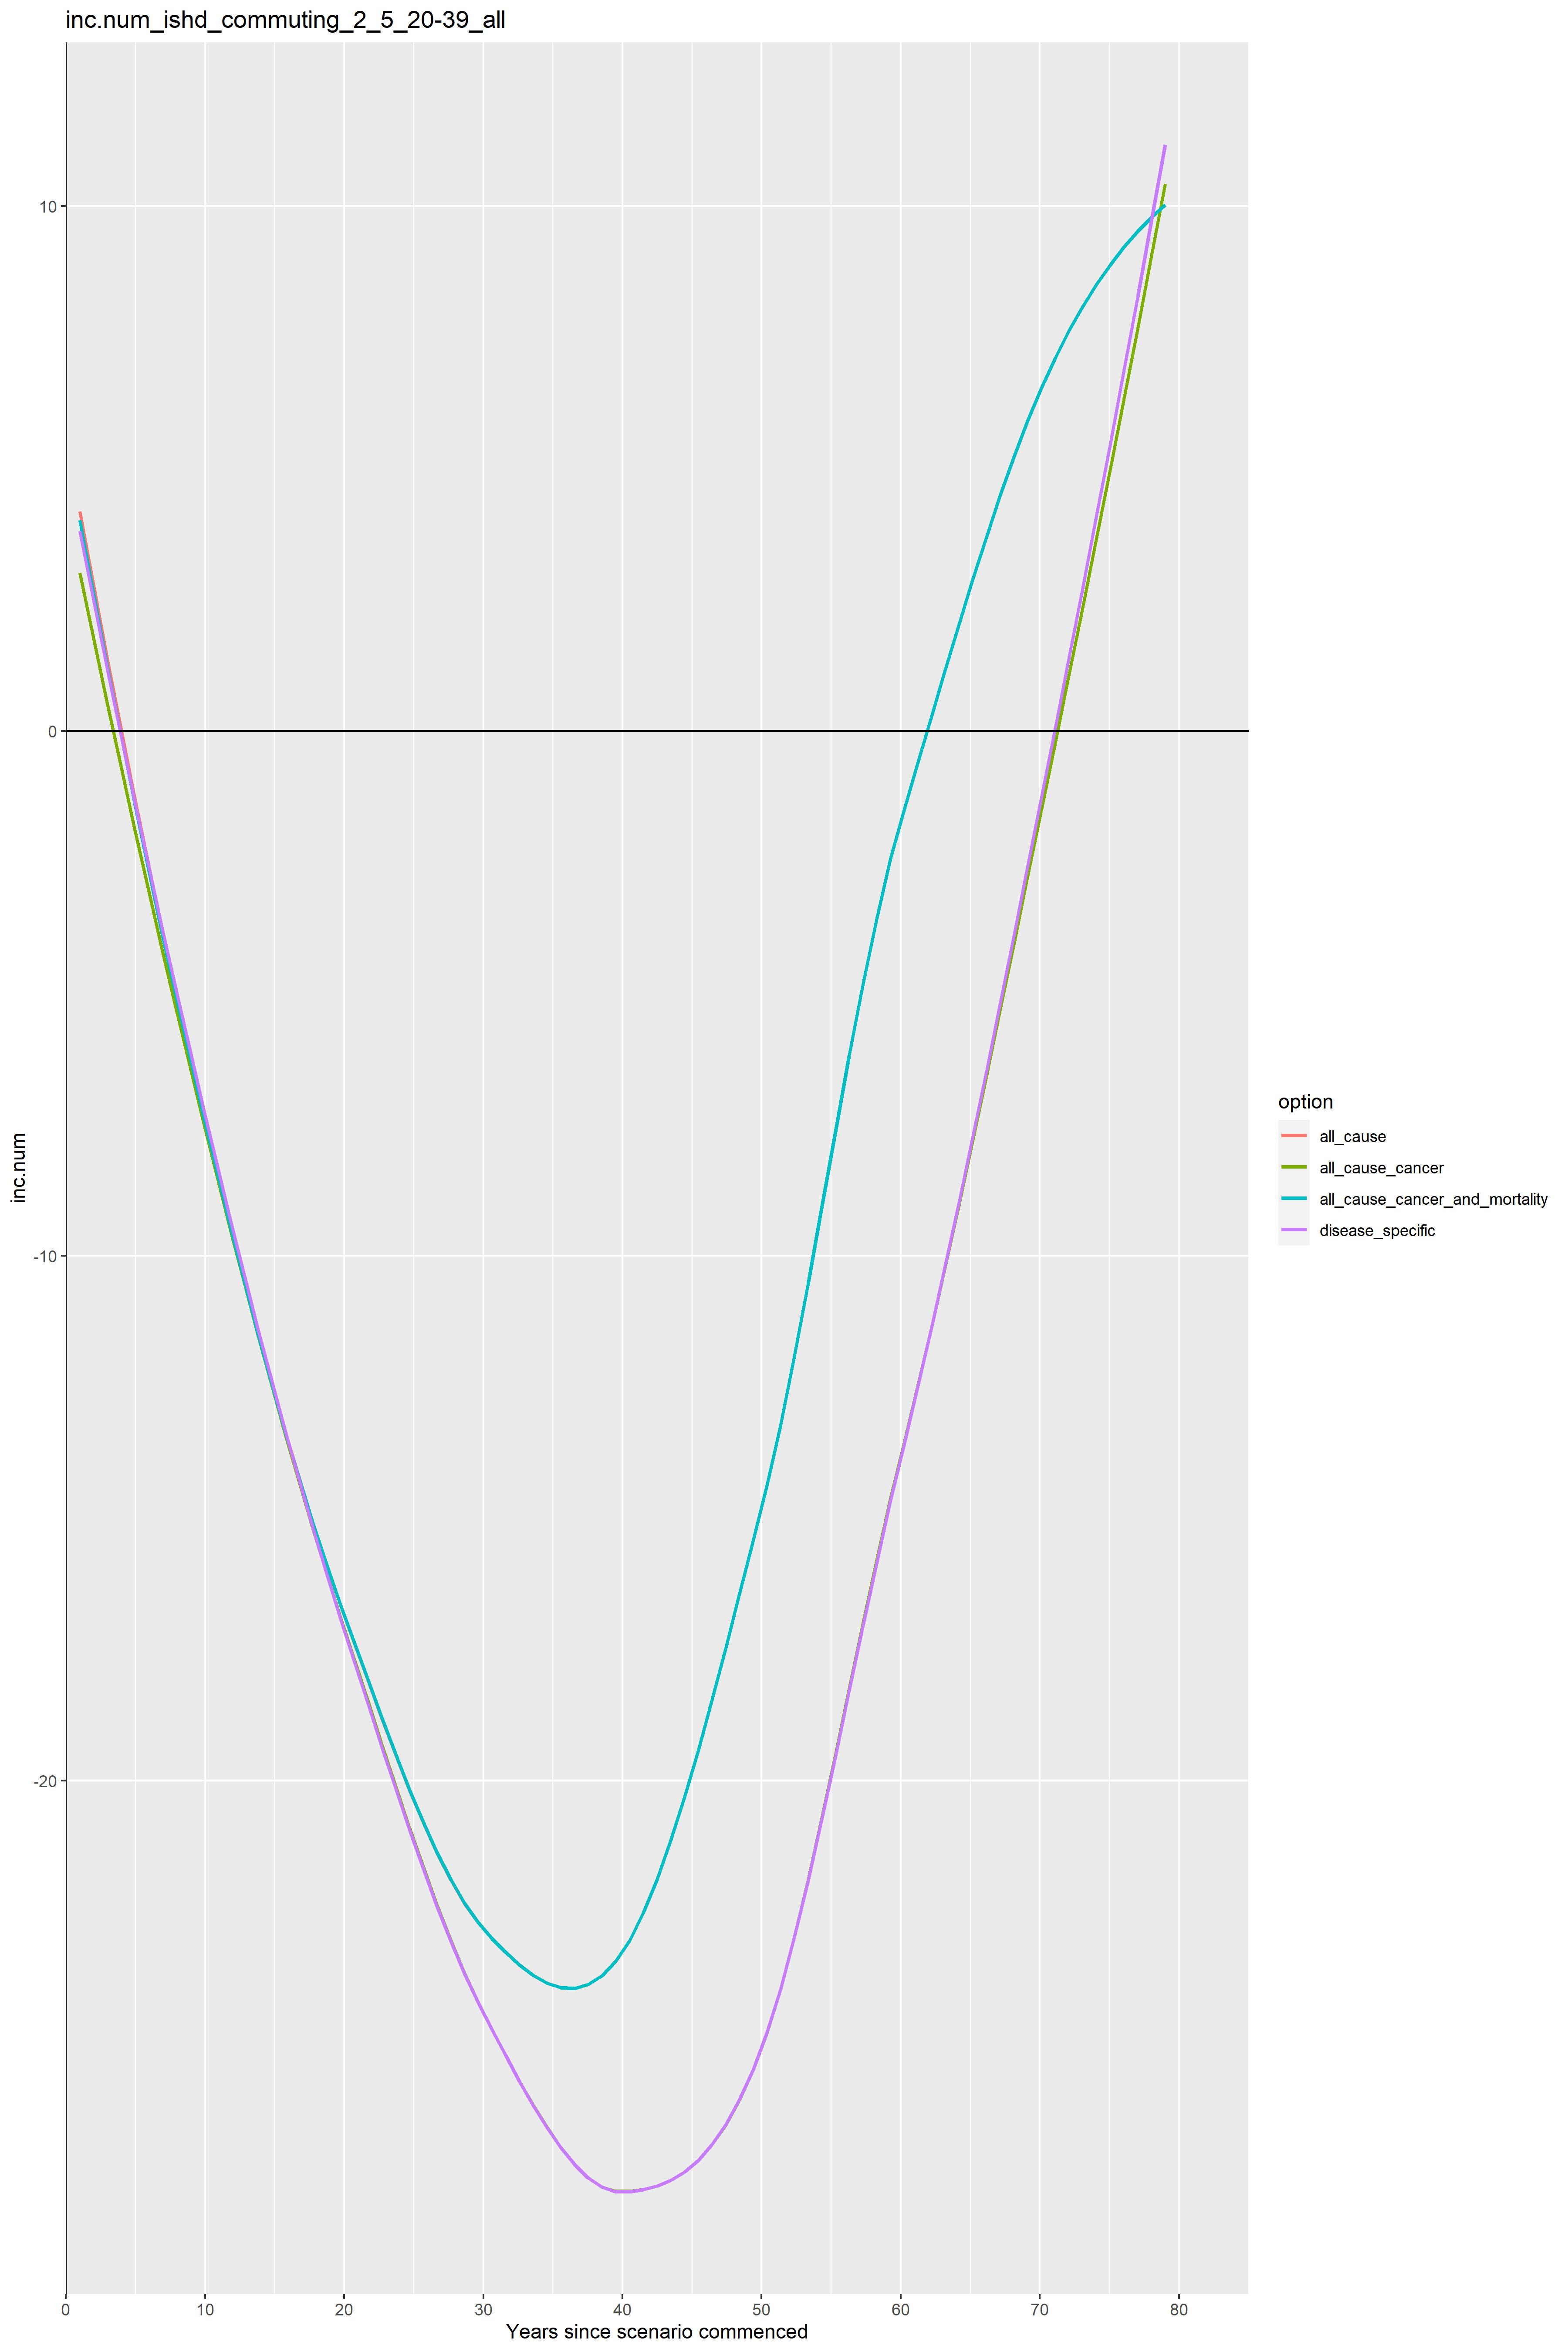 inc.num_ishd_commuting_2_5_20-39_all
10
0
-10
-20
inc.num
0 10 20 30 40 50 60 70 80
Years since scenario commenced
option
all_cause
all_cause_cancer
all_cause_cancer_and_mortality
disease_specific